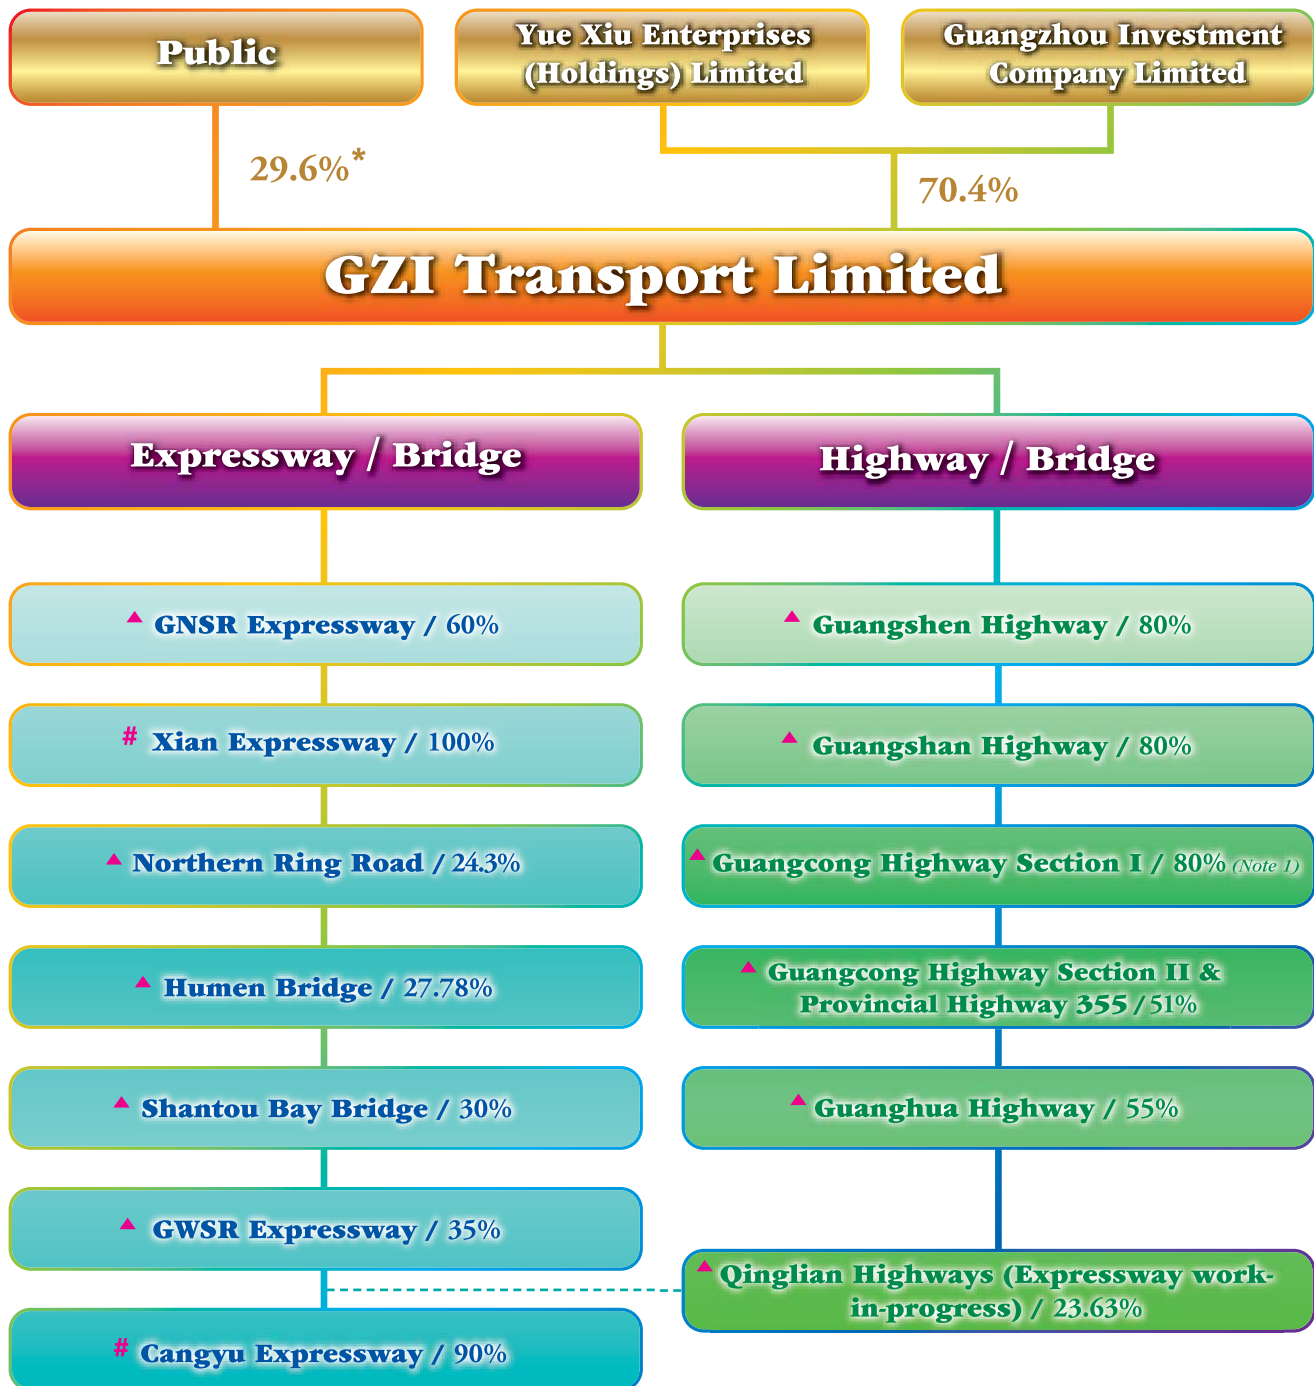 Public
Yue Xiu Enterprises
(Holdings) Limited
Guangzhou Investment
Company Limited
29.6%*
70.4%
GZI Transport Limited
Expressway / Bridge
▲ GNSR Expressway / 60%
# Xian Expressway / 100%
▲ Northern Ring Road / 24.3%
▲ Humen Bridge / 27.78%
▲ Shantou Bay Bridge / 30%
▲ GWSR Expressway / 35%
# Cangyu Expressway / 90%
Highway / Bridge
▲ Guangshen Highway / 80%
▲ Guangshan Highway / 80%
▲ Guangcong Highway Section I / 80% (Note 1)
▲ Guangcong Highway Section II &
Provincial Highway 355 / 51%
▲ Guanghua Highway / 55%
▲ Qinglian Highways (Expressway work-
in-progress) / 23.63%